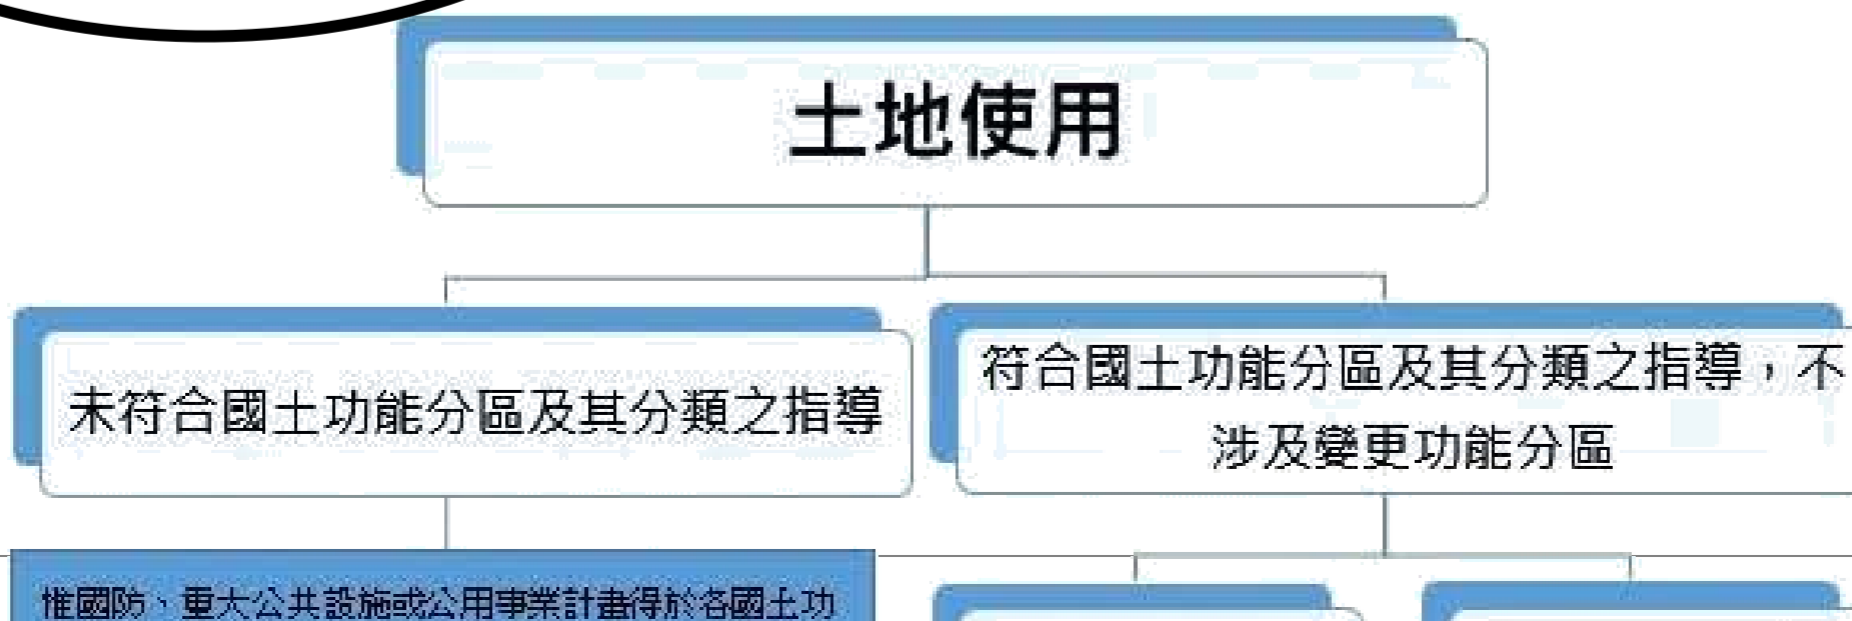 土地使用
未符合國土功能分區及其分類之指導
符合國土功能分區及其分類之指導，不
涉及變更功能分區
惟國防、重大公共設施或公用事業計畫得於各國土功